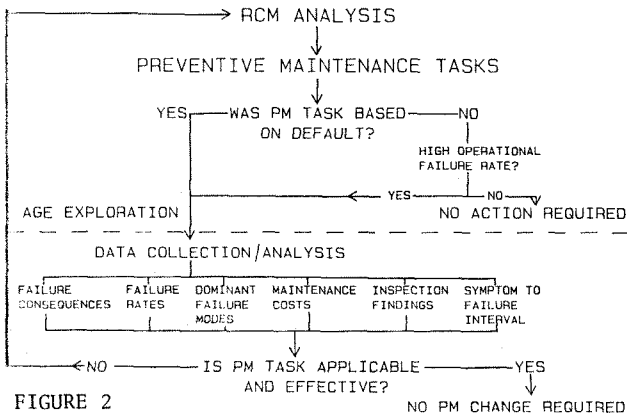 RCM ANALYSIS
PREVENTIVE MAINTENANCE TASKS
YES
WAS PM TASK BASED
ON DEFAULT?
NO
HIGH OPERATIONAL
FAILURE RATE?
YES
NO
AGE EXPLORATION
NO ACTION REQUIRED
DATA COLLECTION/ANALYSIS
FAILURE
CONSEQUENCES
FAILURE
RATES
DOMINANT
FAILURE
MODES
MAINTENANCE
COSTS
INSPECTION
FINDINGS
SYMPTOM TO
FAILURE
INTERVAL
NO
IS PM TASK APPLICABLE
AND EFFECTIVE?
YES
FIGURE 2
NO PM CHANGE REQUIRED